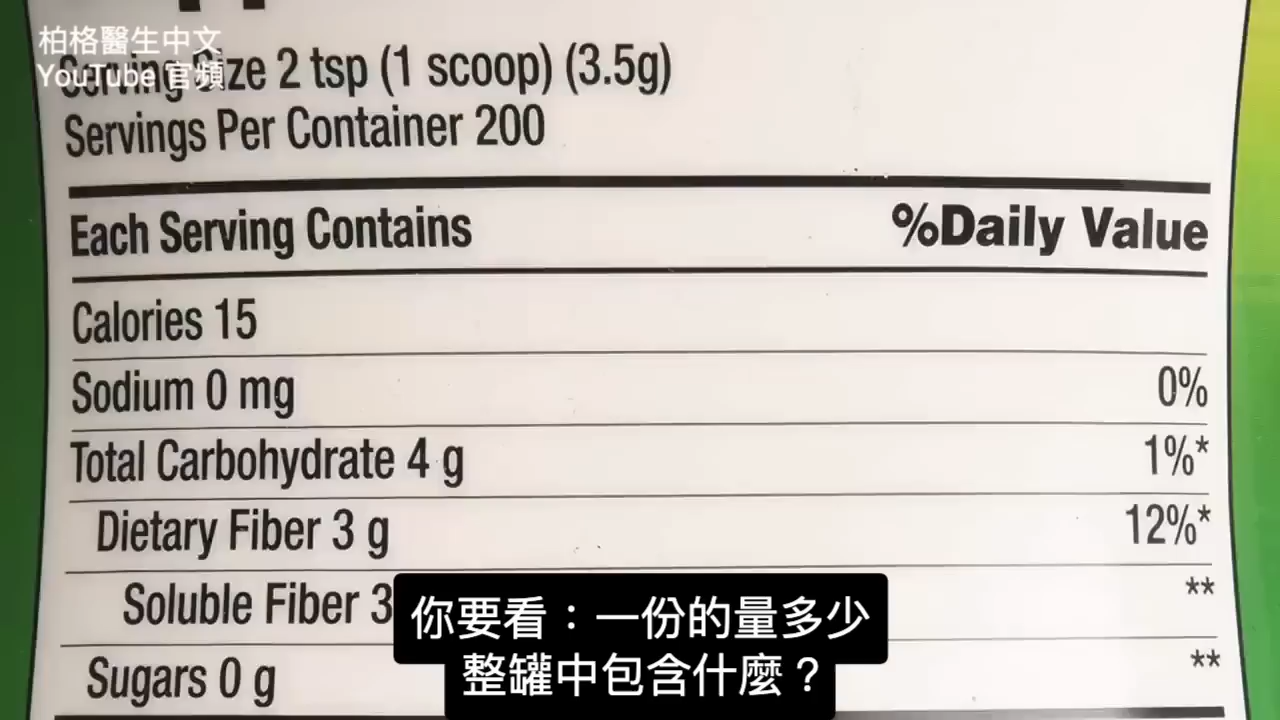 柏格醫生中文
YouTube 官頻
Serving Size 2 tsp (1 scoop) (3.5g)
Servings Per Container 200
Each Serving Contains %Daily Value
Calories 15
Sodium 0 mg 0%
Total Carbohydrate 4 g 1%*
Dietary Fiber 3 g 12%*
Soluble Fiber 3 **
Sugars 0 g **
你要看：一份的量多少
整罐中包含什麼？